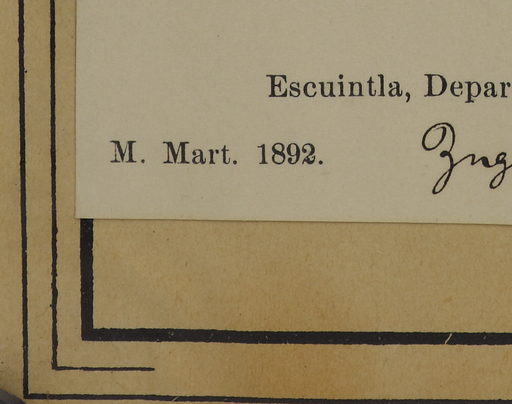 Escuintla, Depar
M. Mart. 1892.